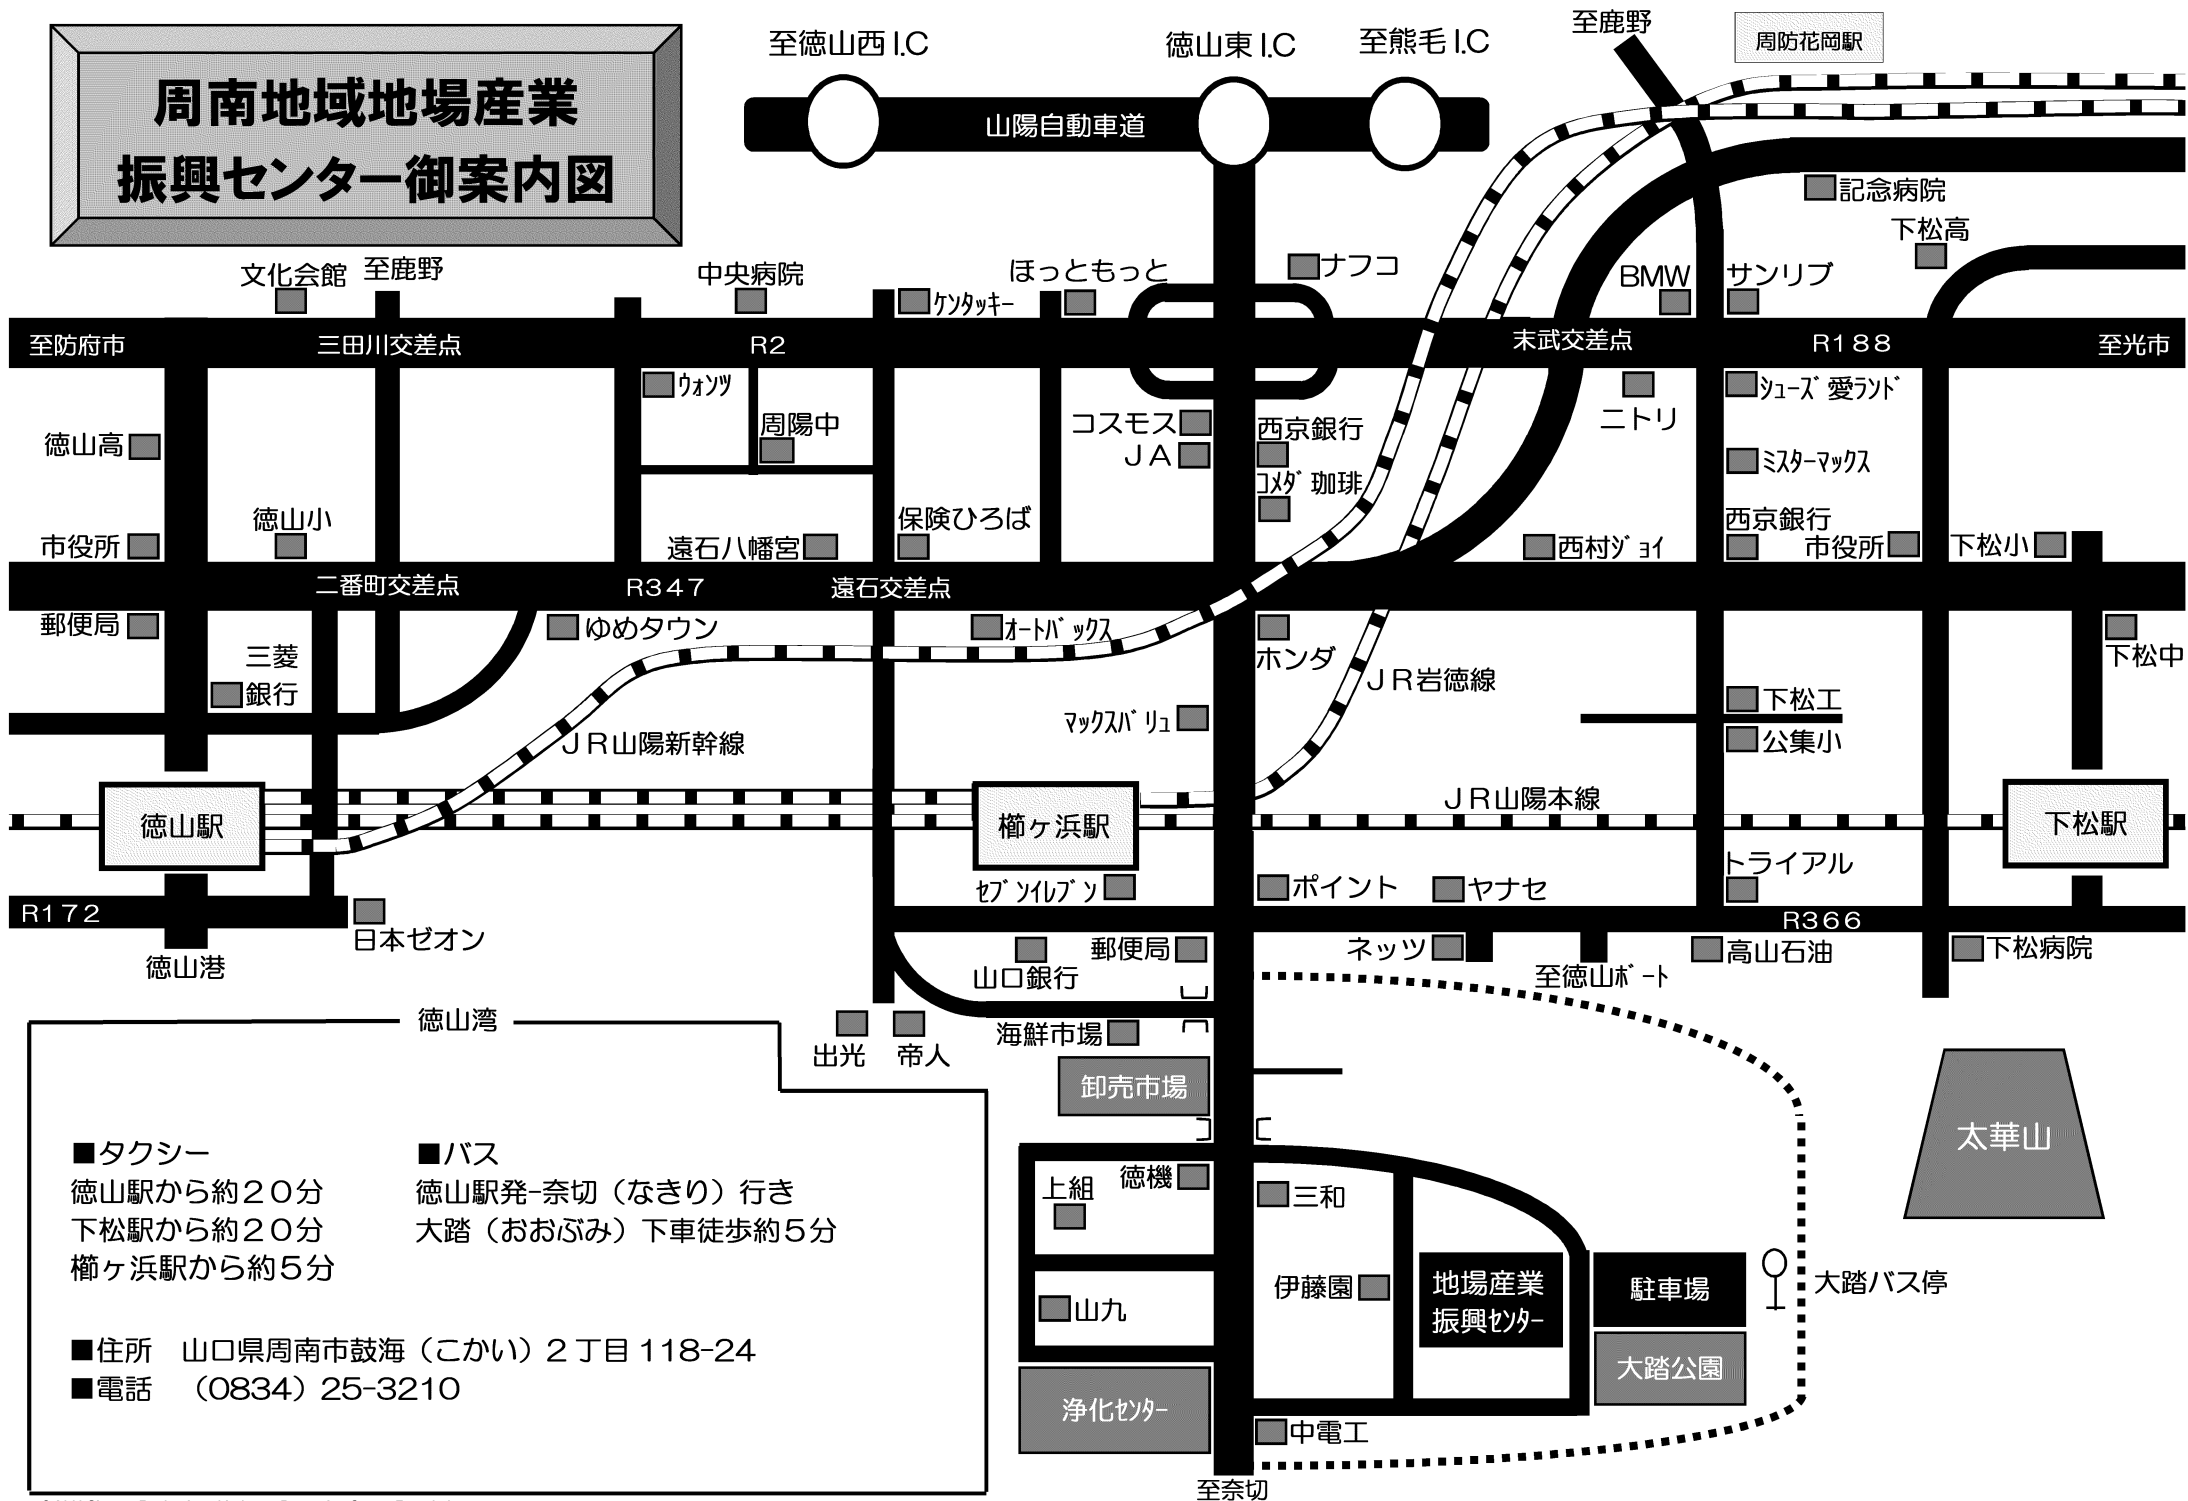 周南地域地場産業
振興センター御案内図
至徳山西I.C
徳山東I.C
至熊毛I.C
至鹿野
周防花岡駅
山陽自動車道
記念病院
下松高
文化会館
至鹿野
中央病院
ｹﾝﾀｯｷｰ
ほっともっと
ナフコ
BMW
サンリブ
至防府市
三田川交差点
R2
末武交差点
R188
至光市
ｳｫﾝﾂ
周陽中
コスモス
JA
西京銀行
ｺﾒﾀﾞ珈琲
ニトリ
ｼｭｰｽﾞ愛ランﾄﾞ
ﾐｽﾀｰﾏｯｸｽ
徳山高
市役所
徳山小
遠石八幡宮
保険ひろば
西村ｼﾞｮｲ
西京銀行
市役所
下松小
二番町交差点
R347
遠石交差点
郵便局
ゆめタウン
ｵｰﾄﾊﾞｯｸｽ
ホンダ
下松中
三菱
銀行
JR岩徳線
ﾏｯｸｽﾊﾞﾘｭ
下松工
公集小
JR山陽新幹線
JR山陽本線
徳山駅
櫛ヶ浜駅
下松駅
ｾﾌﾞﾝｲﾚﾌﾞﾝ
ポイント
ヤナセ
トライアル
R172
R366
日本ゼオン
徳山港
山口銀行
郵便局
ネッツ
至徳山ﾎﾞｰﾄ
高山石油
下松病院
徳山湾
出光
帝人
海鮮市場
卸売市場
太華山
■タクシー
徳山駅から約20分
下松駅から約20分
櫛ヶ浜駅から約5分
■バス
徳山駅発-奈切（なきり）行き
大踏（おおぶみ）下車徒歩約5分
上組
徳機
三和
山九
伊藤園
地場産業
振興ｾﾝﾀｰ
駐車場
大踏バス停
大踏公園
■住所　山口県周南市鼓海（こかい）2丁目118-24
■電話　（0834）25-3210
浄化ｾﾝﾀｰ
中電工
至奈切